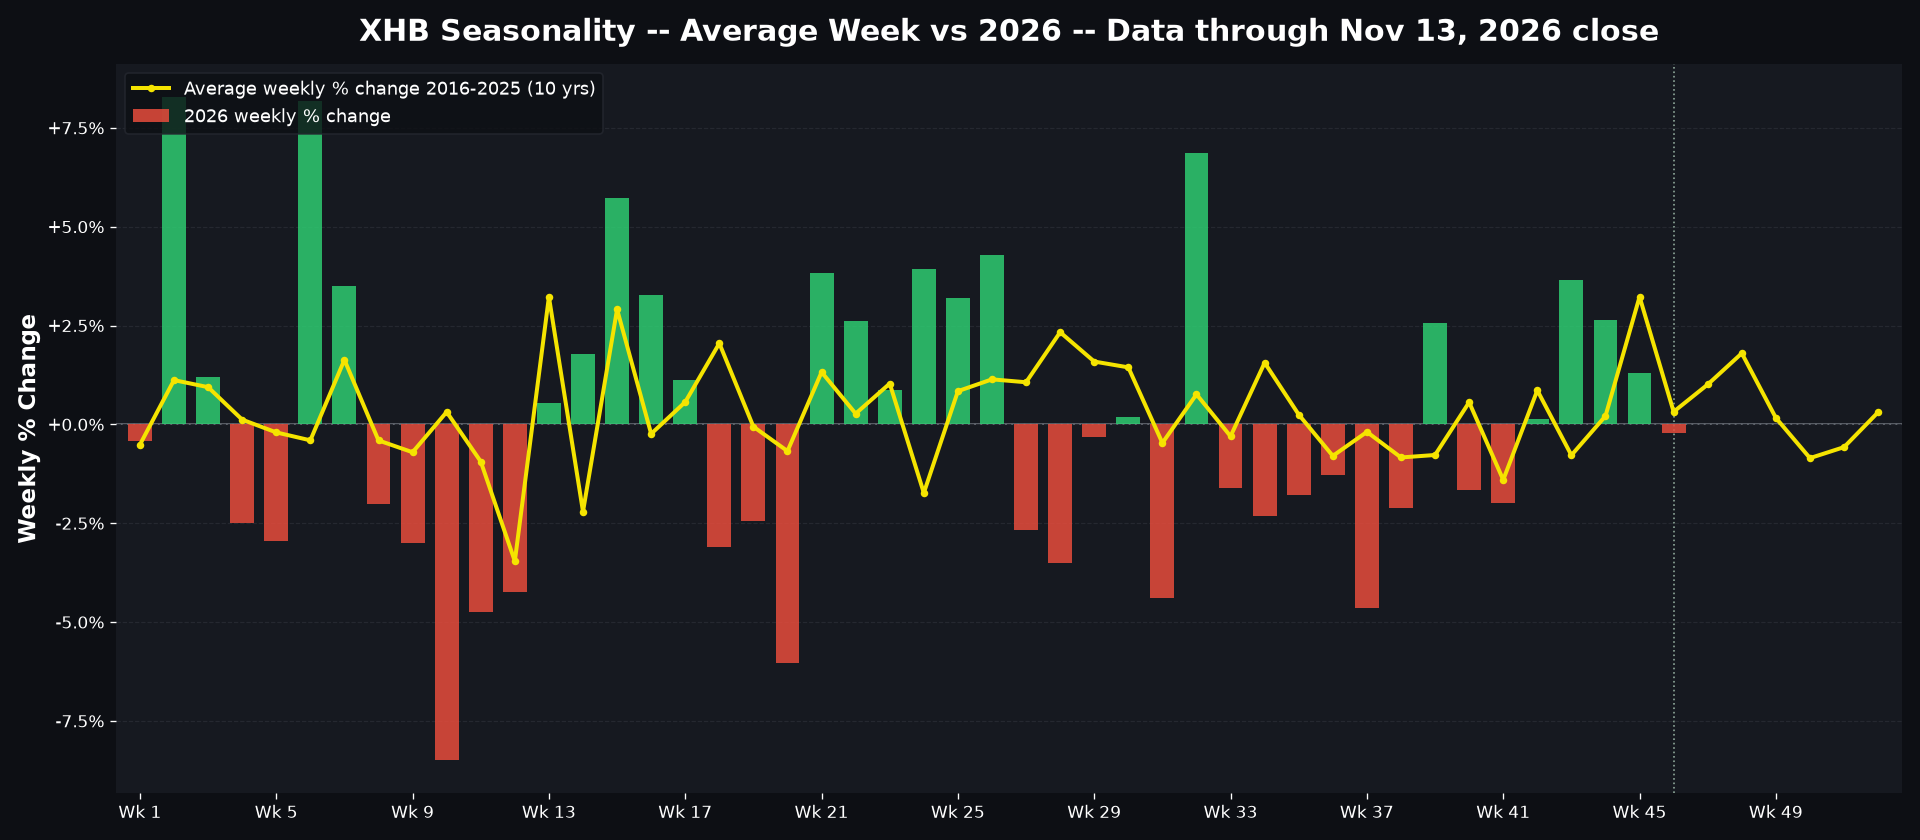 XHB Seasonality -- Average Week vs 2026 -- Data through Nov 13, 2026 close
Average weekly % change 2016-2025 (10 yrs)
2026 weekly % change
Weekly % Change
+7.5%
+5.0%
+2.5%
+0.0%
-2.5%
-5.0%
-7.5%
Wk 1 Wk 5 Wk 9 Wk 13 Wk 17 Wk 21 Wk 25 Wk 29 Wk 33 Wk 37 Wk 41 Wk 45 Wk 49